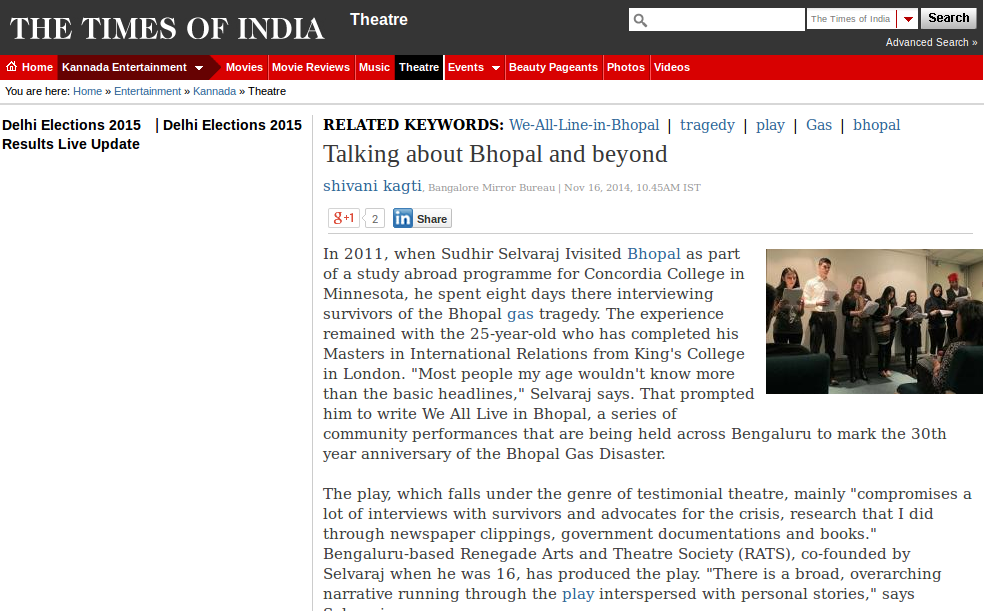 THE TIMES OF INDIA
Theatre
The Times of India
Search
Advanced Search »
Home Kannada Entertainment Movies Movie Reviews Music Theatre Events Beauty Pageants Photos Videos
You are here: Home » Entertainment » Kannada » Theatre
Delhi Elections 2015 | Delhi Elections 2015
Results Live Update
RELATED KEYWORDS: We-All-Line-in-Bhopal | tragedy | play | Gas | bhopal
Talking about Bhopal and beyond
shivani kagti, Bangalore Mirror Bureau | Nov 16, 2014, 10.45AM IST
g+1 2 in Share
In 2011, when Sudhir Selvaraj Ivisited Bhopal as part
of a study abroad programme for Concordia College in
Minnesota, he spent eight days there interviewing
survivors of the Bhopal gas tragedy. The experience
remained with the 25-year-old who has completed his
Masters in International Relations from King's College
in London. "Most people my age wouldn't know more
than the basic headlines," Selvaraj says. That prompted
him to write We All Live in Bhopal, a series of
community performances that are being held across Bengaluru to mark the 30th
year anniversary of the Bhopal Gas Disaster.
The play, which falls under the genre of testimonial theatre, mainly "compromises a
lot of interviews with survivors and advocates for the crisis, research that I did
through newspaper clippings, government documentations and books."
Bengaluru-based Renegade Arts and Theatre Society (RATS), co-founded by
Selvaraj when he was 16, has produced the play. "There is a broad, overarching
narrative running through the play interspersed with personal stories," says